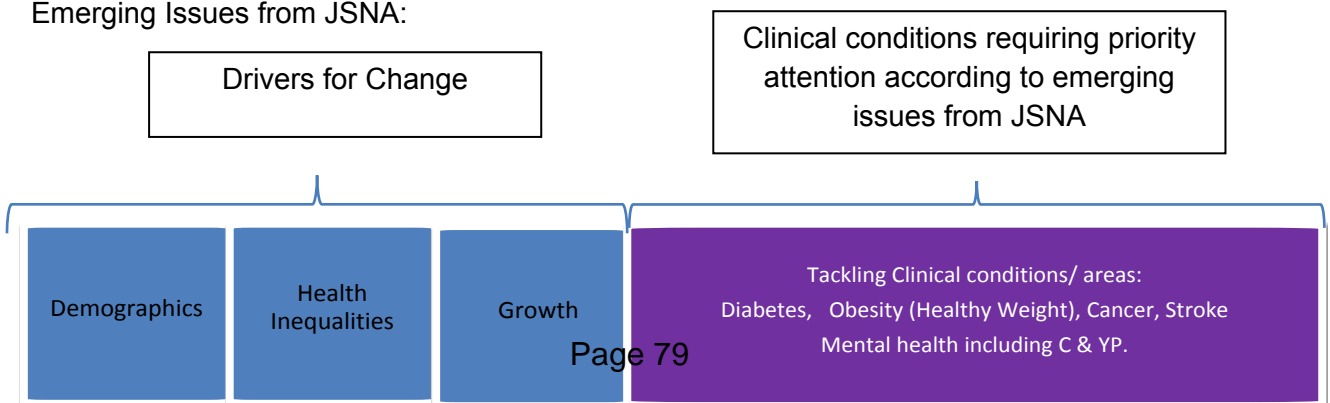 Emerging Issues from JSNA:
Drivers for Change
Clinical conditions requiring priority
attention according to emerging
issues from JSNA
Demographics
Health
Inequalities
Growth
Tackling Clinical conditions/ areas:
Diabetes,   Obesity (Healthy Weight), Cancer, Stroke
Mental health including C & YP.
Page 79